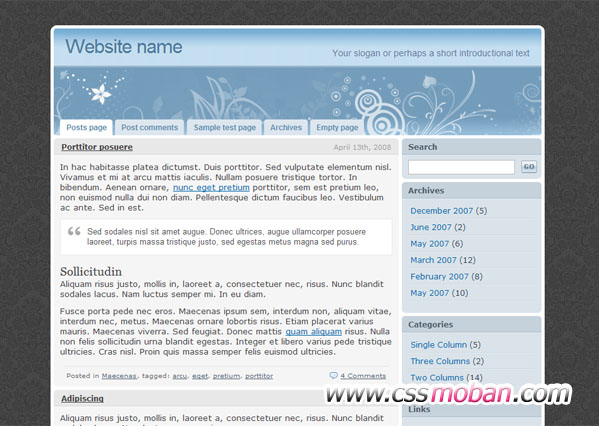 Website name
Your slogan or perhaps a short introductional text
Posts page
Post comments
Sample test page
Archives
Empty page
Porttitor posuere
April 13th, 2008
In hac habitasse platea dictumst. Duis porttitor. Sed vulputate elementum nisl.
Vivamus et mi at arcu mattis iaculis. Nullam posuere tristique tortor. In
bibendum. Aenean ornare, nunc eget pretium porttitor, sem est pretium leo,
non euismod nulla dui non diam. Pellentesque dictum faucibus leo. Vestibulum
ac ante. Sed in est.
Sed sodales nisl sit amet augue. Donec ultrices, augue ullamcorper posuere
laoreet, turpis massa tristique justo, sed egestas metus magna sed purus.
Sollicitudin
Aliquam risus justo, mollis in, laoreet a, consectetuer nec, risus. Nunc blandit
sodales lacus. Nam luctus semper mi. In eu diam.
Fusce porta pede nec eros. Maecenas ipsum sem, interdum non, aliquam vitae,
interdum nec, metus. Maecenas ornare lobortis risus. Etiam placerat varius
mauris. Maecenas viverra. Sed feugiat. Donec mattis quam aliquam risus. Nulla
non felis sollicitudin urna blandit egestas. Integer et libero varius pede tristique
ultricies. Cras nisl. Proin quis massa semper felis euismod ultricies.
Posted in Maecenas, tagged: arcu, eget, pretium, porttitor
4 Comments
Adipiscing
Aliquam risus justo, mollis in, laoreet a, consectetuer nec, risus. Nunc blandit
Search
GO
Archives
December 2007 (5)
June 2007 (2)
May 2007 (6)
March 2007 (12)
February 2007 (8)
May 2007 (10)
Categories
Single Column (5)
Three Columns (2)
Two Columns (14)
Links
www.cssmoban.com